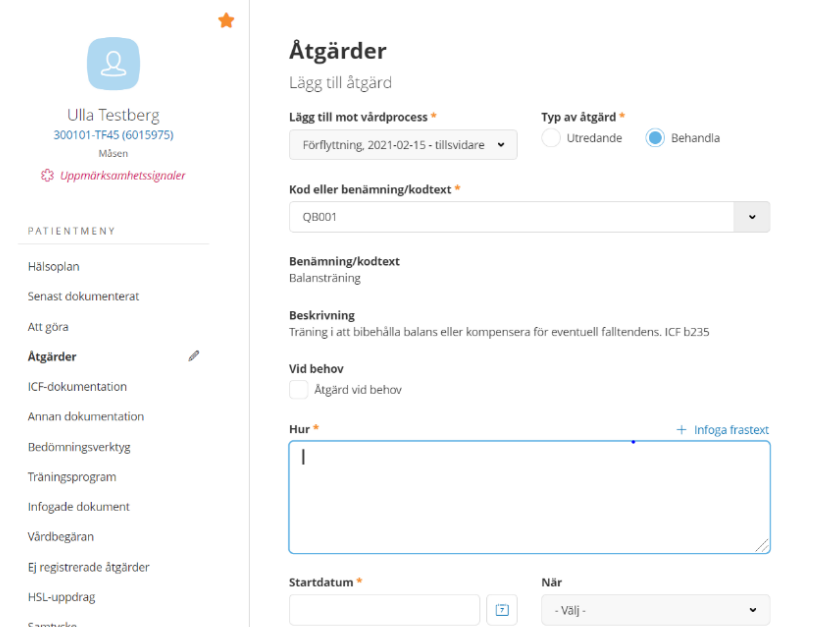 Ulla Testberg
300101-TF45 (6015975)
Måsen
Uppmärksamhetssignaler
PATIENTMENY
Hälsoplan
Senast dokumenterat
Att göra
Åtgärder
ICF-dokumentation
Annan dokumentation
Bedömningsverktyg
Träningsprogram
Infogade dokument
Vårdbegäran
Ej registrerade åtgärder
HSL-uppdrag
Samtycke
Åtgärder
Lägg till åtgärd
Lägg till mot vårdprocess *
Typ av åtgärd *
Förflyttning, 2021-02-15 - tillsvidare
Utredande
Behandla
Kod eller benämning/kodtext *
QB001
Benämning/kodtext
Balansträning
Beskrivning
Träning i att bibehålla balans eller kompensera för eventuell falltendens. ICF b235
Vid behov
Åtgärd vid behov
Hur *
+ Infoga frastext
Startdatum *
När
7
- Välj -